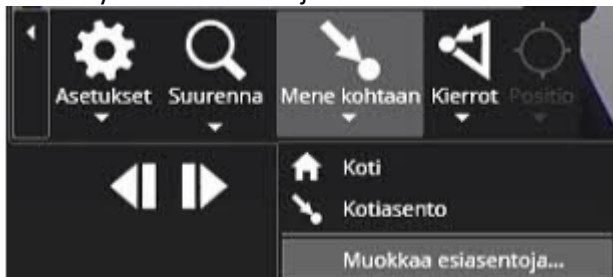 Asetukset Suurenna Mene kohtaan Kierrot Positio
Koti
Kotiasento
Muokkaa esiasentoja...